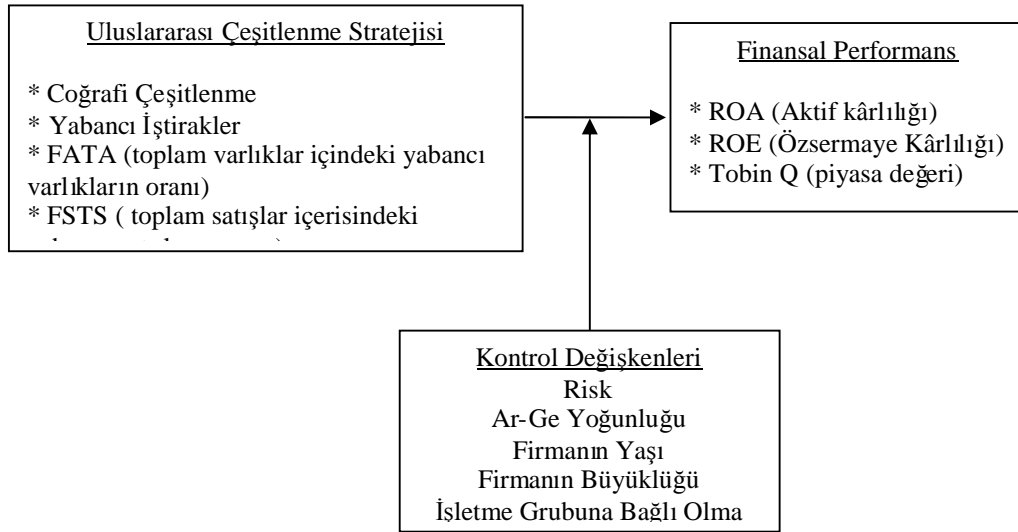 Uluslararası Çeşitlenme Stratejisi
* Coğrafi Çeşitlenme
* Yabancı İştirakler
* FATA (toplam varlıklar içindeki yabancı
varlıkların oranı)
* FSTS ( toplam satışlar içerisindeki
Finansal Performans
* ROA (Aktif kârlılığı)
* ROE (Özsermaye Kârlılığı)
* Tobin Q (piyasa değeri)
Kontrol Değişkenleri
Risk
Ar-Ge Yoğunluğu
Firmanın Yaşı
Firmanın Büyüklüğü
İşletme Grubuna Bağlı Olma